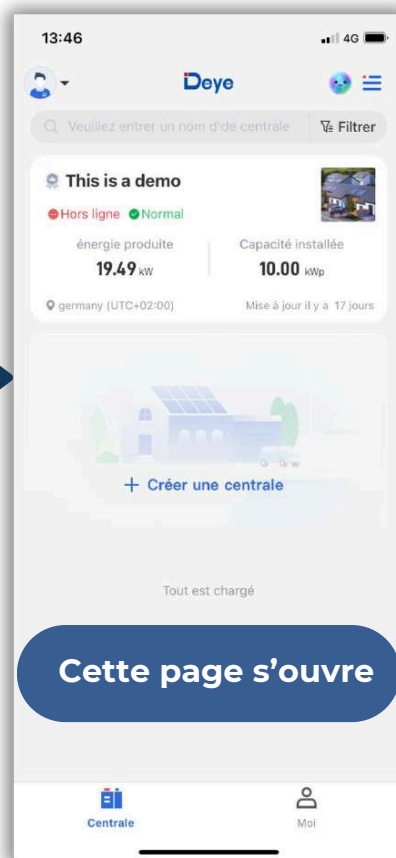 13:46
4G
Deye
Veuillez entrer un nom d'de centrale
Filtrer
This is a demo
Hors ligne Normal
énergie produite
Capacité installée
19.49 kW
10.00 kWp
germany (UTC+02:00)
Mise à jour il y a 17 jours
+ Créer une centrale
Tout est chargé
Cette page s’ouvre
Centrale
Moi